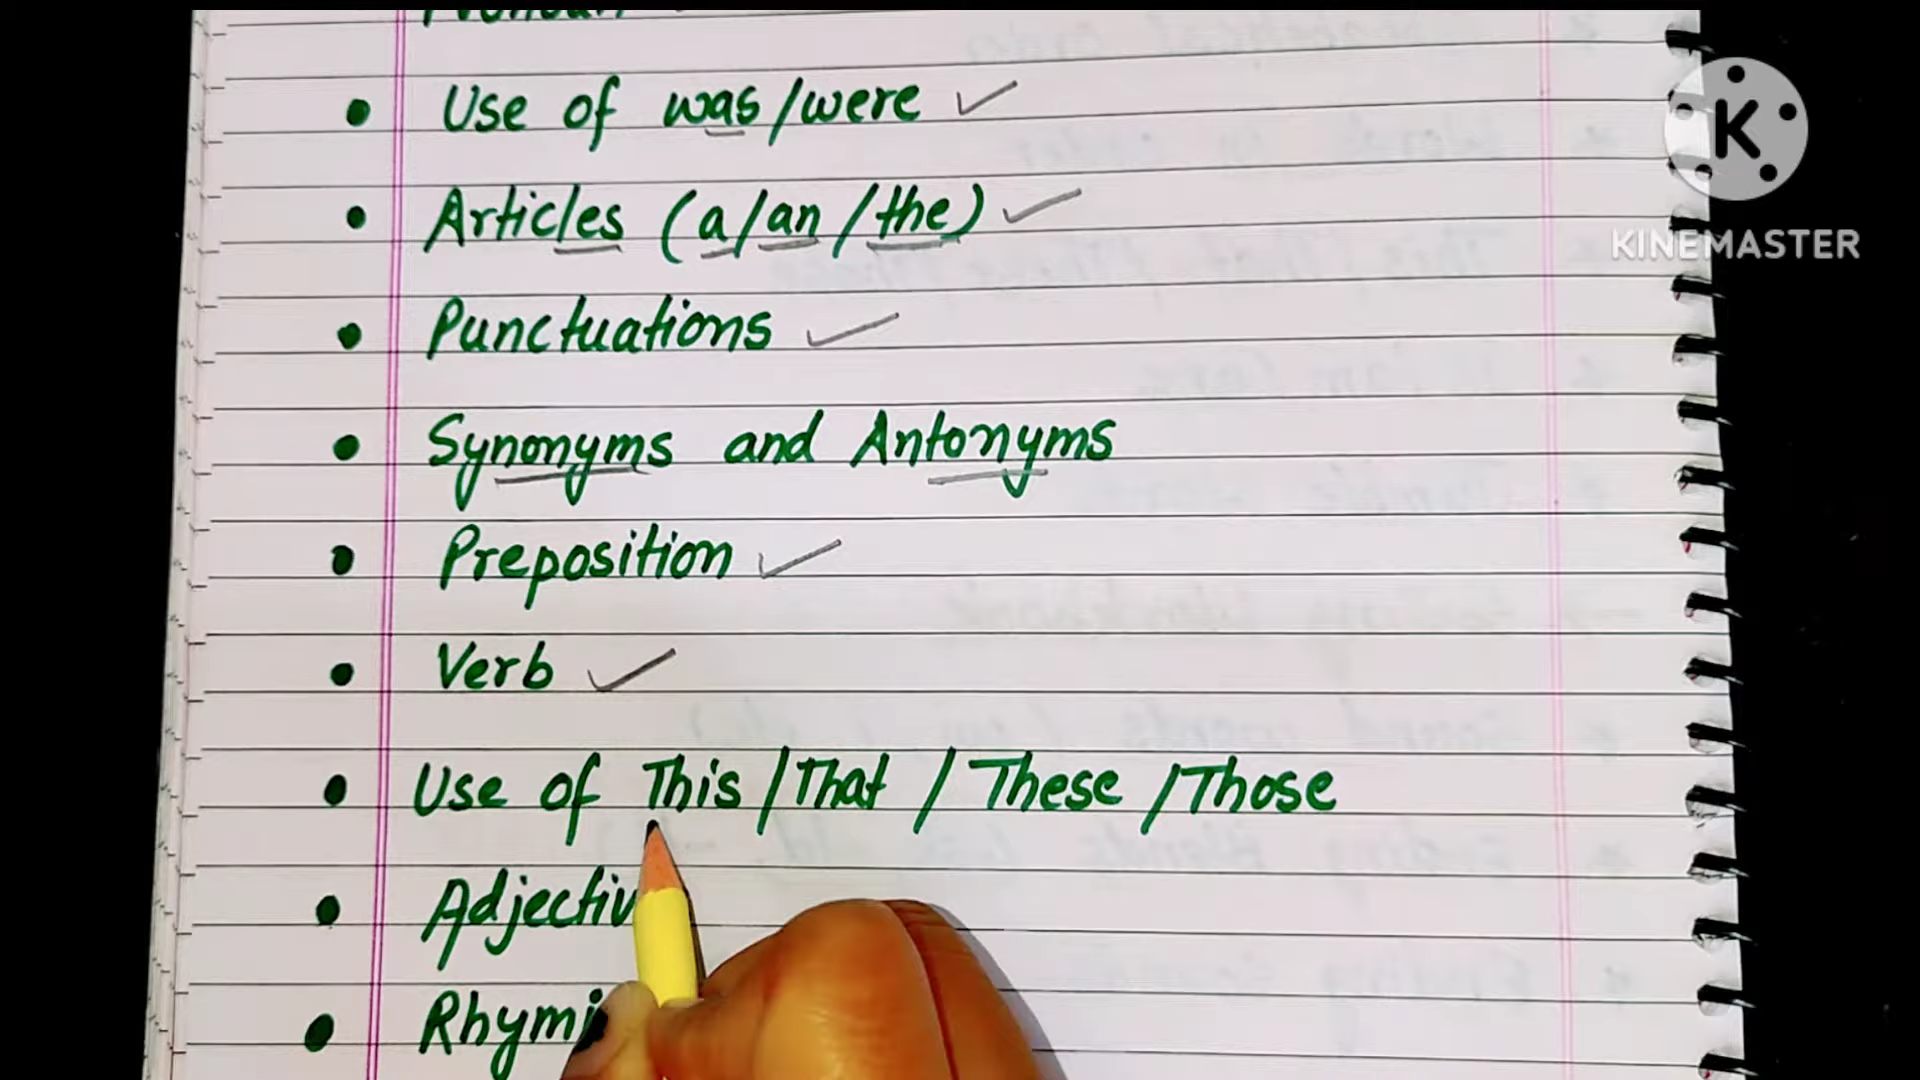 Use of was/were
Articles (a/an/the)
Punctuations
Synonyms and Antonyms
Preposition
Verb
Use of This/That/These/Those
K
KINEMASTER